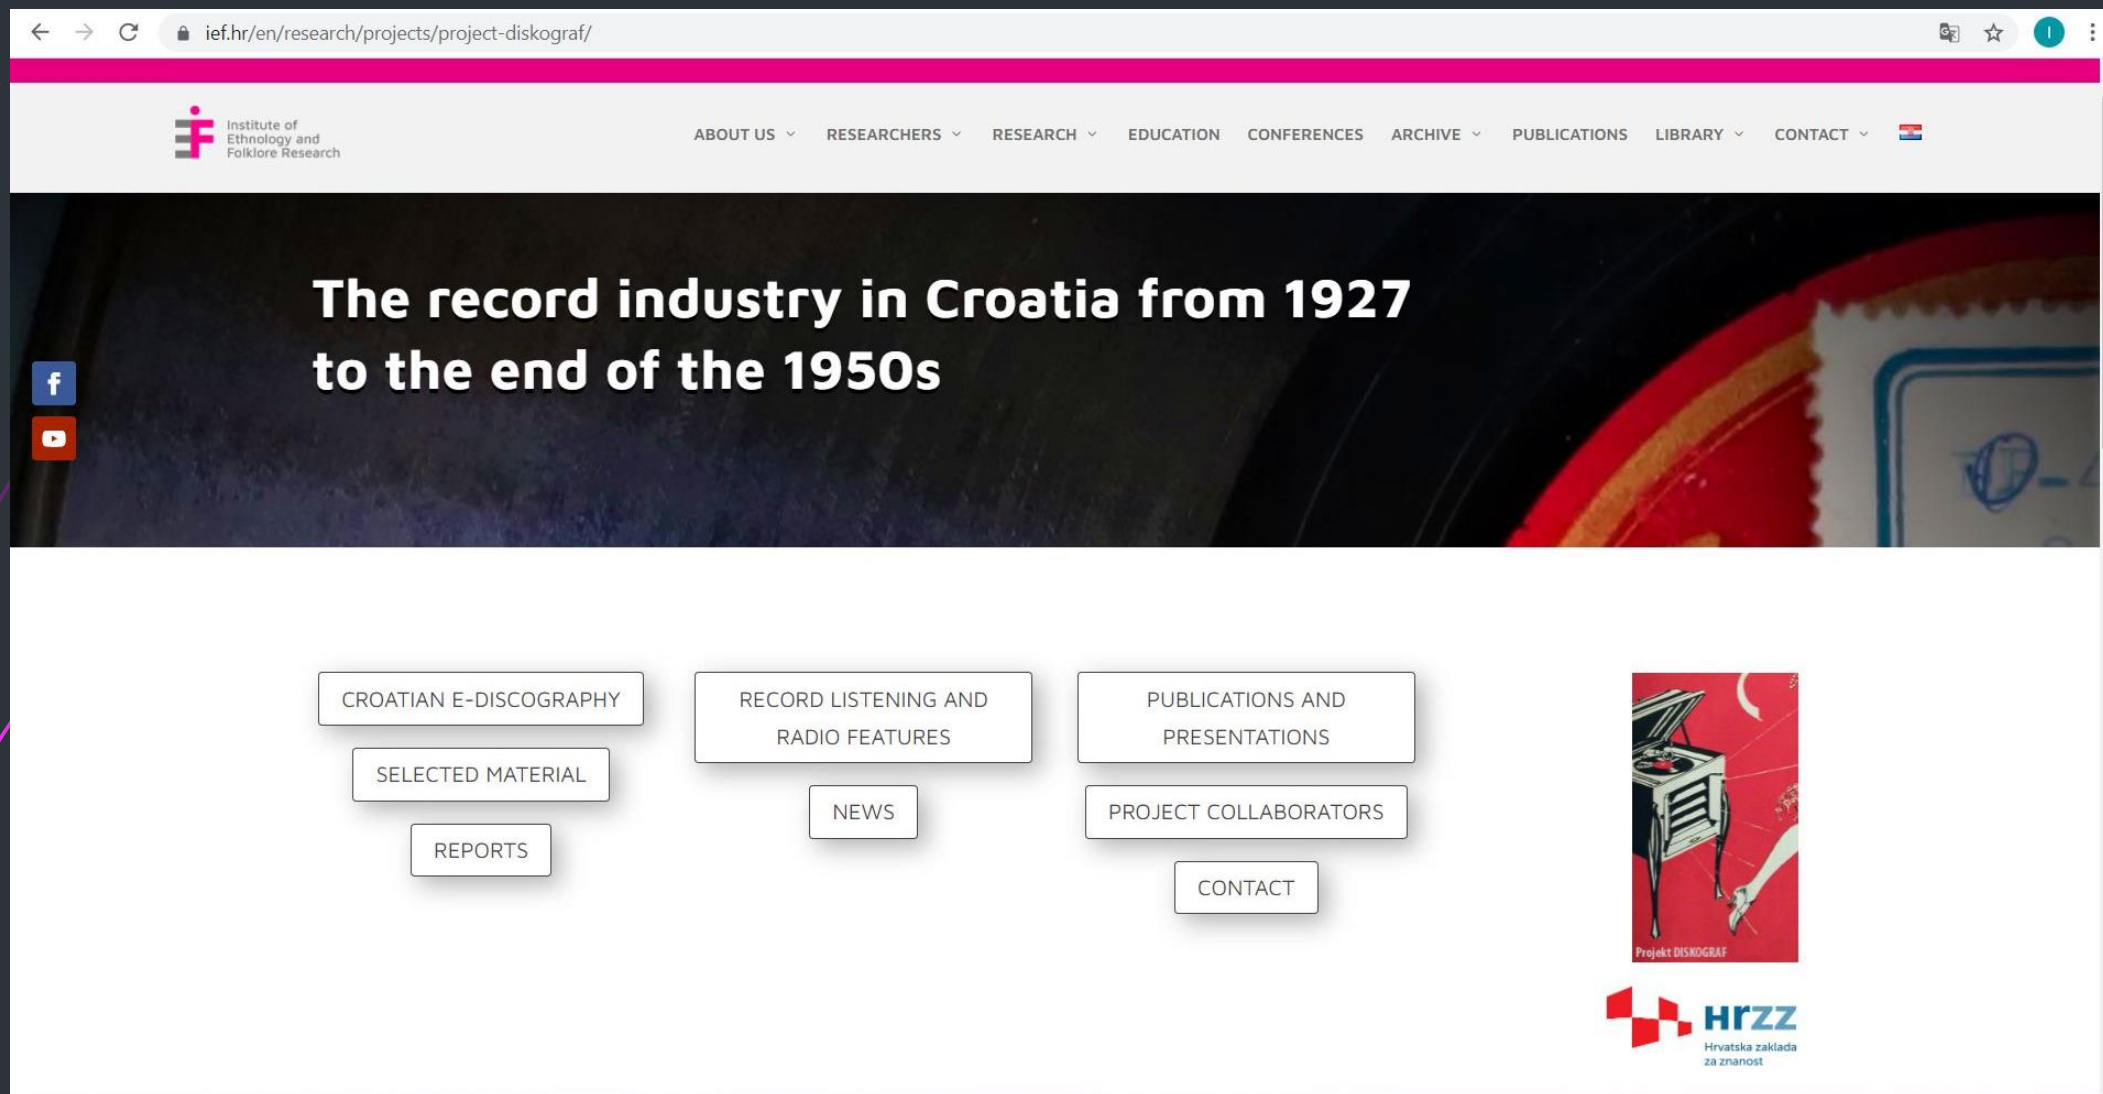 ief.hr/en/research/projects/project-diskograf/
I
Institute of
Ethnology and
Folklore Research
ABOUT US RESEARCHERS RESEARCH EDUCATION CONFERENCES ARCHIVE PUBLICATIONS LIBRARY CONTACT
The record industry in Croatia from 1927
to the end of the 1950s
CROATIAN E-DISCOGRAPHY
SELECTED MATERIAL
REPORTS
RECORD LISTENING AND
RADIO FEATURES
NEWS
PUBLICATIONS AND
PRESENTATIONS
PROJECT COLLABORATORS
CONTACT
Projekt DISKOGRAF
Hrzz
Hrvatska zaklada
za znanost